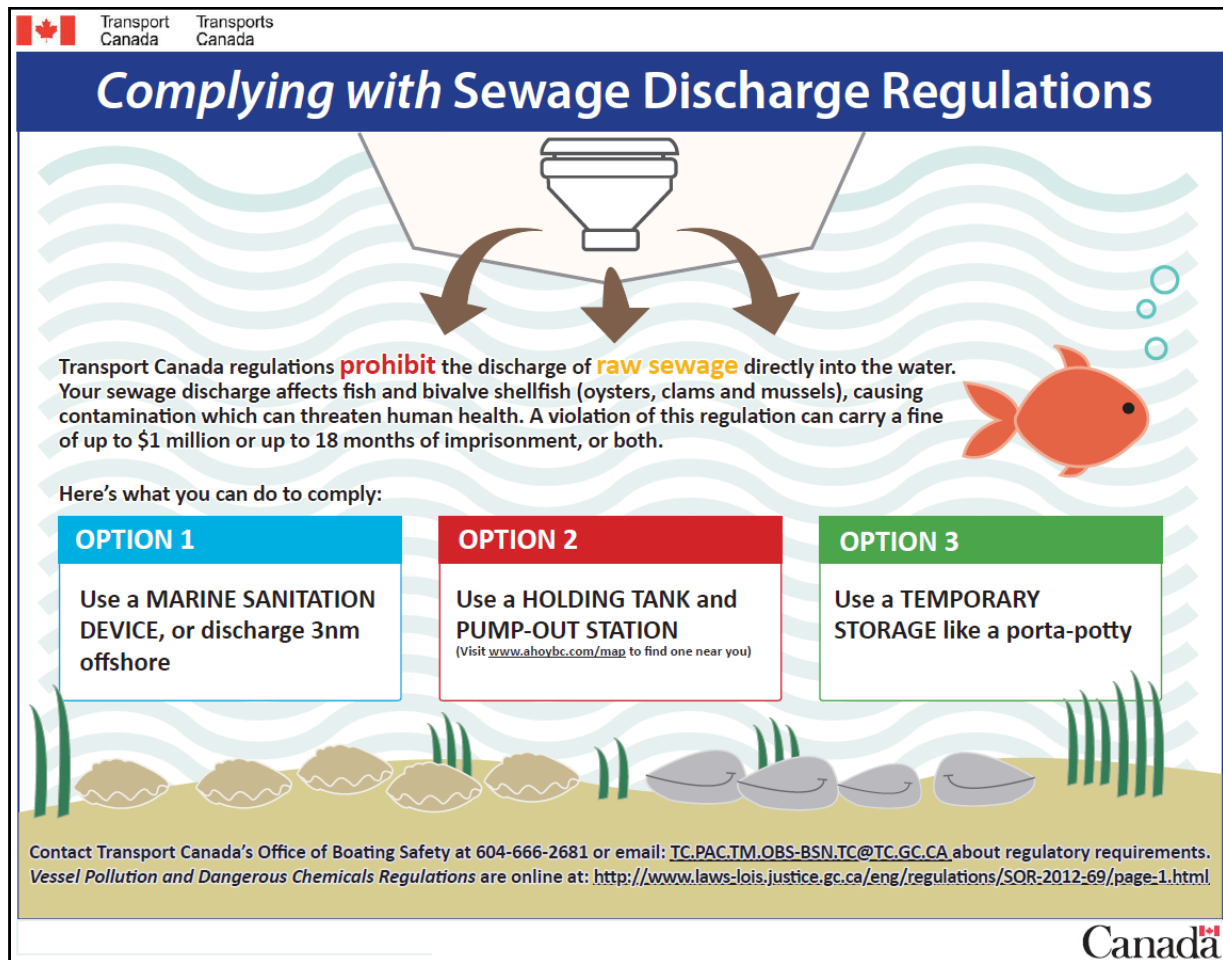 Transport Canada
Transports Canada
Complying with Sewage Discharge Regulations
Transport Canada regulations prohibit the discharge of raw sewage directly into the water.
Your sewage discharge affects fish and bivalve shellfish (oysters, clams and mussels), causing
contamination which can threaten human health. A violation of this regulation can carry a fine
of up to $1 million or up to 18 months of imprisonment, or both.
Here's what you can do to comply:
OPTION 1
Use a MARINE SANITATION
DEVICE, or discharge 3nm
offshore
OPTION 2
Use a HOLDING TANK and
PUMP-OUT STATION
(Visit www.ahoybc.com/map to find one near you)
OPTION 3
Use a TEMPORARY
STORAGE like a porta-potty
Contact Transport Canada's Office of Boating Safety at 604-666-2681 or email: TC.PAC.TM.OBS-BSN.TC@TC.GC.CA about regulatory requirements.
Vessel Pollution and Dangerous Chemicals Regulations are online at: http://www.laws-lois.justice.gc.ca/eng/regulations/SOR-2012-69/page-1.html
Canada